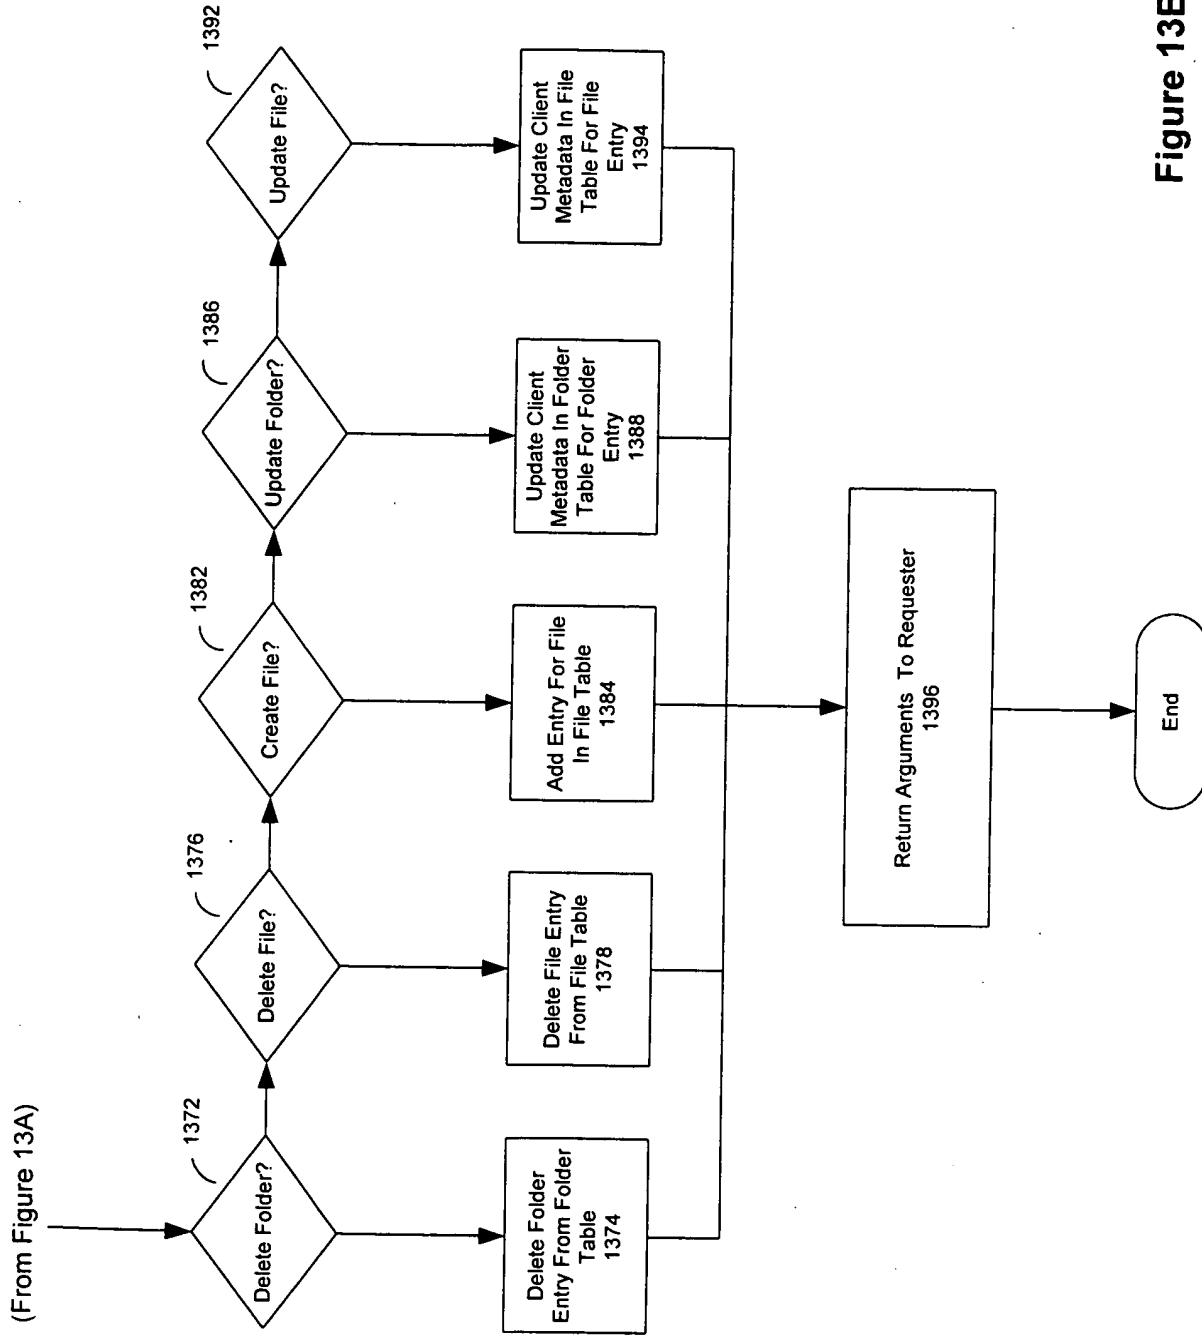 (From Figure 13A)
1372
Delete Folder?
1376
Delete File?
1382
Create File?
1386
Update Folder?
1392
Update File?
Delete Folder
Entry From Folder
Table
1374
Delete File Entry
From File Table
1378
Add Entry For File
In File Table
1384
Update Client
Metadata In Folder
Table For Folder
Entry
1388
Update Client
Metadata In File
Table For File
Entry
1394
Return Arguments To Requester
1396
End
Figure 13B